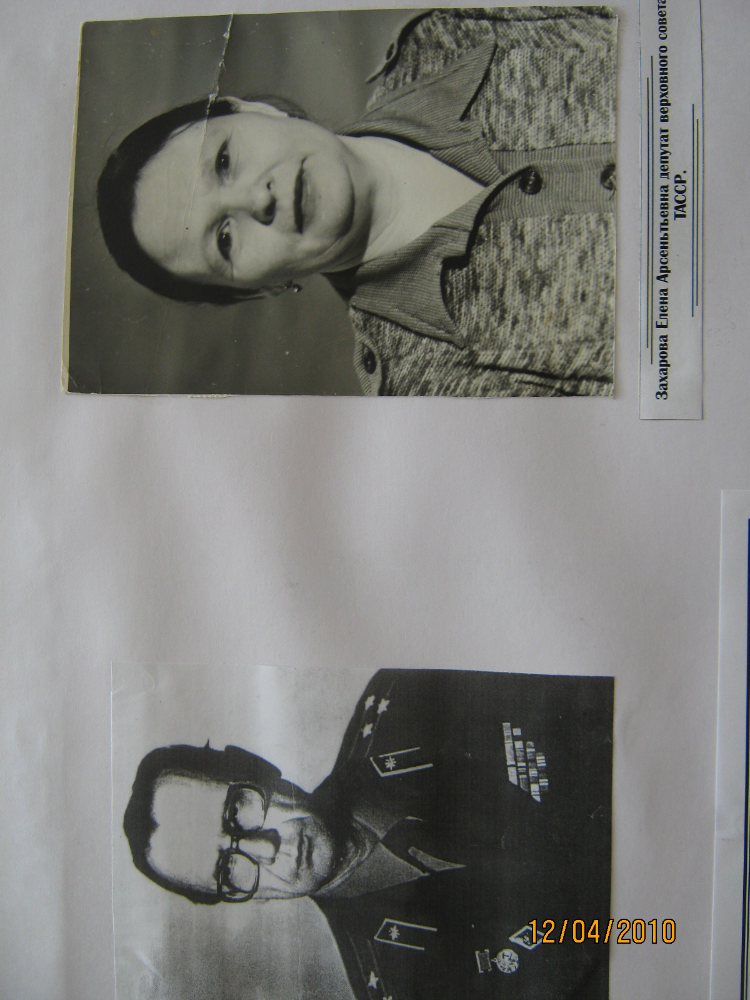 Захарова Елена Арсеньтьевна депутат верховного совета
ТАССР.
12/04/2010